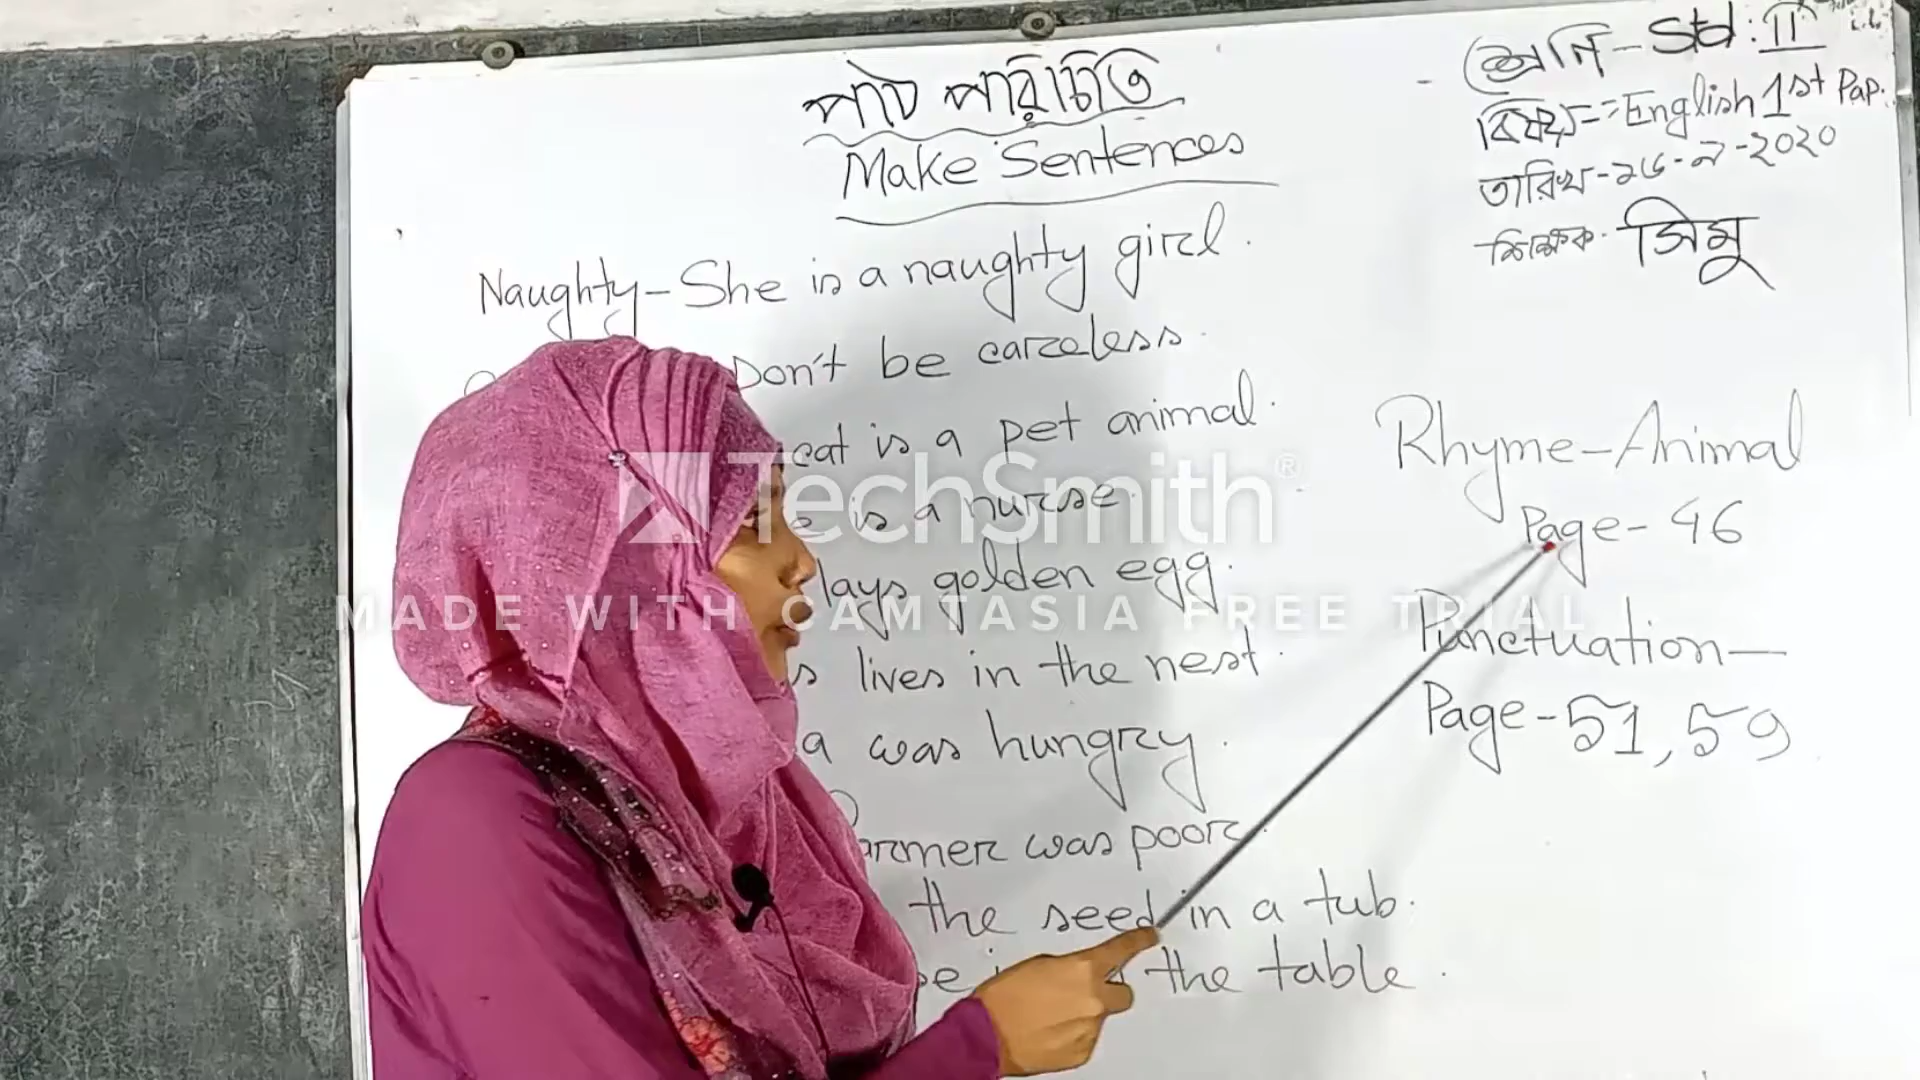 পাঠ পরিচিতি
Make Sentences
শ্রেনি - Std : II
বিষয় - : English 1st Pap.
তারিখ - ২৬ - ৯ - ২০২০
শিক্ষক - সিমু
Naughty - She is a naughty girl.
Don't be careless.
cat is a pet animal.
is a nurse.
lays golden egg.
lives in the nest.
was hungry.
armer was poor.
the seed in a tub.
the table.
Rhyme - Animal
Page - 46
Punctuation -
Page - 51, 59
TechSmith®
MADE WITH CAMTASIA FREE TRIAL